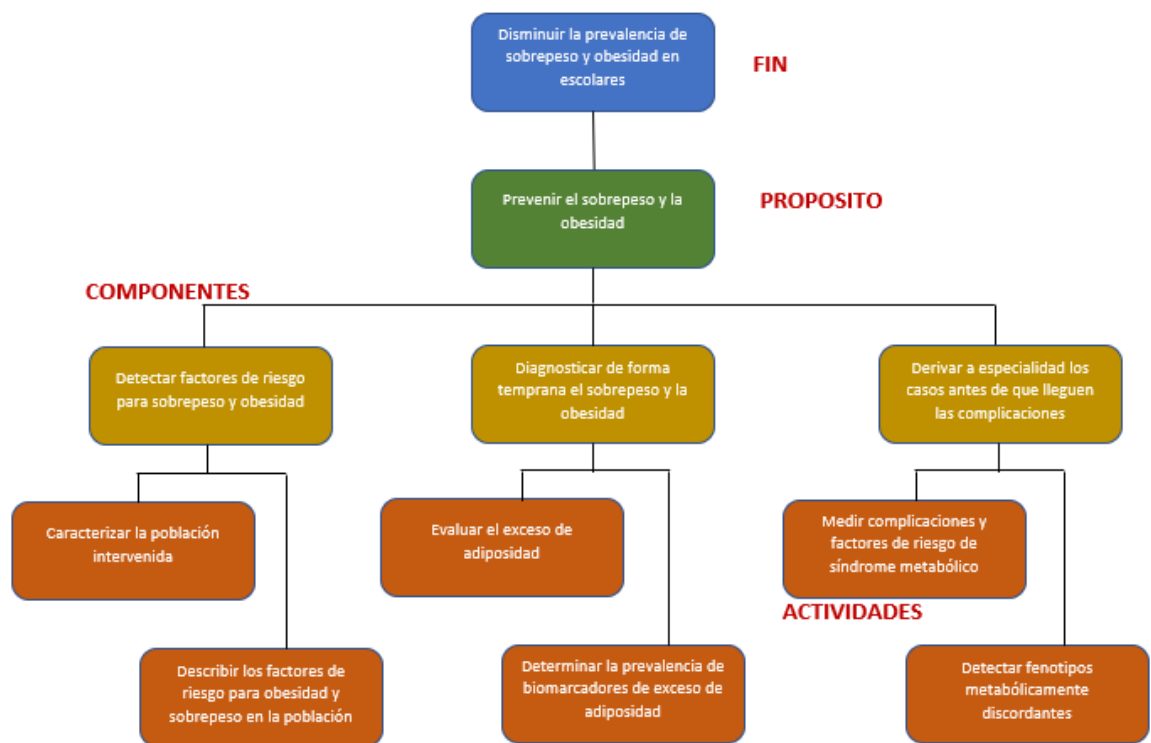 Disminuir la prevalencia de
sobrepeso y obesidad en
escolares
FIN
Prevenir el sobrepeso y la
obesidad
PROPOSITO
COMPONENTES
Detectar factores de riesgo
para sobrepeso y obesidad
Diagnosticar de forma
temprana el sobrepeso y la
obesidad
Derivar a especialidad los
casos antes de que lleguen
las complicaciones
Caracterizar la población
intervenida
Evaluar el exceso de
adiposidad
Medir complicaciones y
factores de riesgo de
síndrome metabólico
ACTIVIDADES
Describir los factores de
riesgo para obesidad y
sobrepeso en la población
Determinar la prevalencia de
biomarcadores de exceso de
adiposidad
Detectar fenotipos
metabólicamente
discordantes